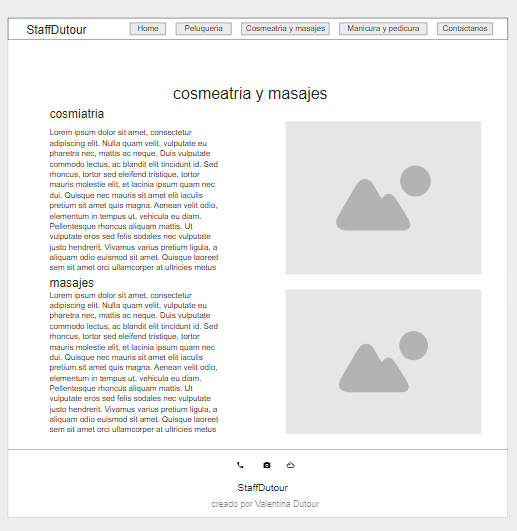 StaffDutour
Home
Peluqueria
Cosmeatria y masajes
Manicura y pedicura
Contactanos
cosmeatria y masajes
cosmiatria
Lorem ipsum dolor sit amet, consectetur
adipiscing elit. Nulla quam velit, vulputate eu
pharetra nec, mattis ac neque. Duis vulputate
commodo lectus, ac blandit elit tincidunt id. Sed
rhoncus, tortor sed eleifend tristique, tortor
mauris molestie elit, et lacinia ipsum quam nec
dui. Quisque nec mauris sit amet elit iaculis
pretium sit amet quis magna. Aenean velit odio,
elementum in tempus ut, vehicula eu diam.
Pellentesque rhoncus aliquam mattis. Ut
vulputate eros sed felis sodales nec vulputate
justo hendrerit. Vivamus varius pretium ligula, a
aliquam odio euismod sit amet. Quisque laoreet
sem sit amet orci ullamcorper at ultricies metus
masajes
Lorem ipsum dolor sit amet, consectetur
adipiscing elit. Nulla quam velit, vulputate eu
pharetra nec, mattis ac neque. Duis vulputate
commodo lectus, ac blandit elit tincidunt id. Sed
rhoncus, tortor sed eleifend tristique, tortor
mauris molestie elit, et lacinia ipsum quam nec
dui. Quisque nec mauris sit amet elit iaculis
pretium sit amet quis magna. Aenean velit odio,
elementum in tempus ut, vehicula eu diam.
Pellentesque rhoncus aliquam mattis. Ut
vulputate eros sed felis sodales nec vulputate
justo hendrerit. Vivamus varius pretium ligula, a
aliquam odio euismod sit amet. Quisque laoreet
sem sit amet orci ullamcorper at ultricies metus
StaffDutour
creado por Valentina Dutour